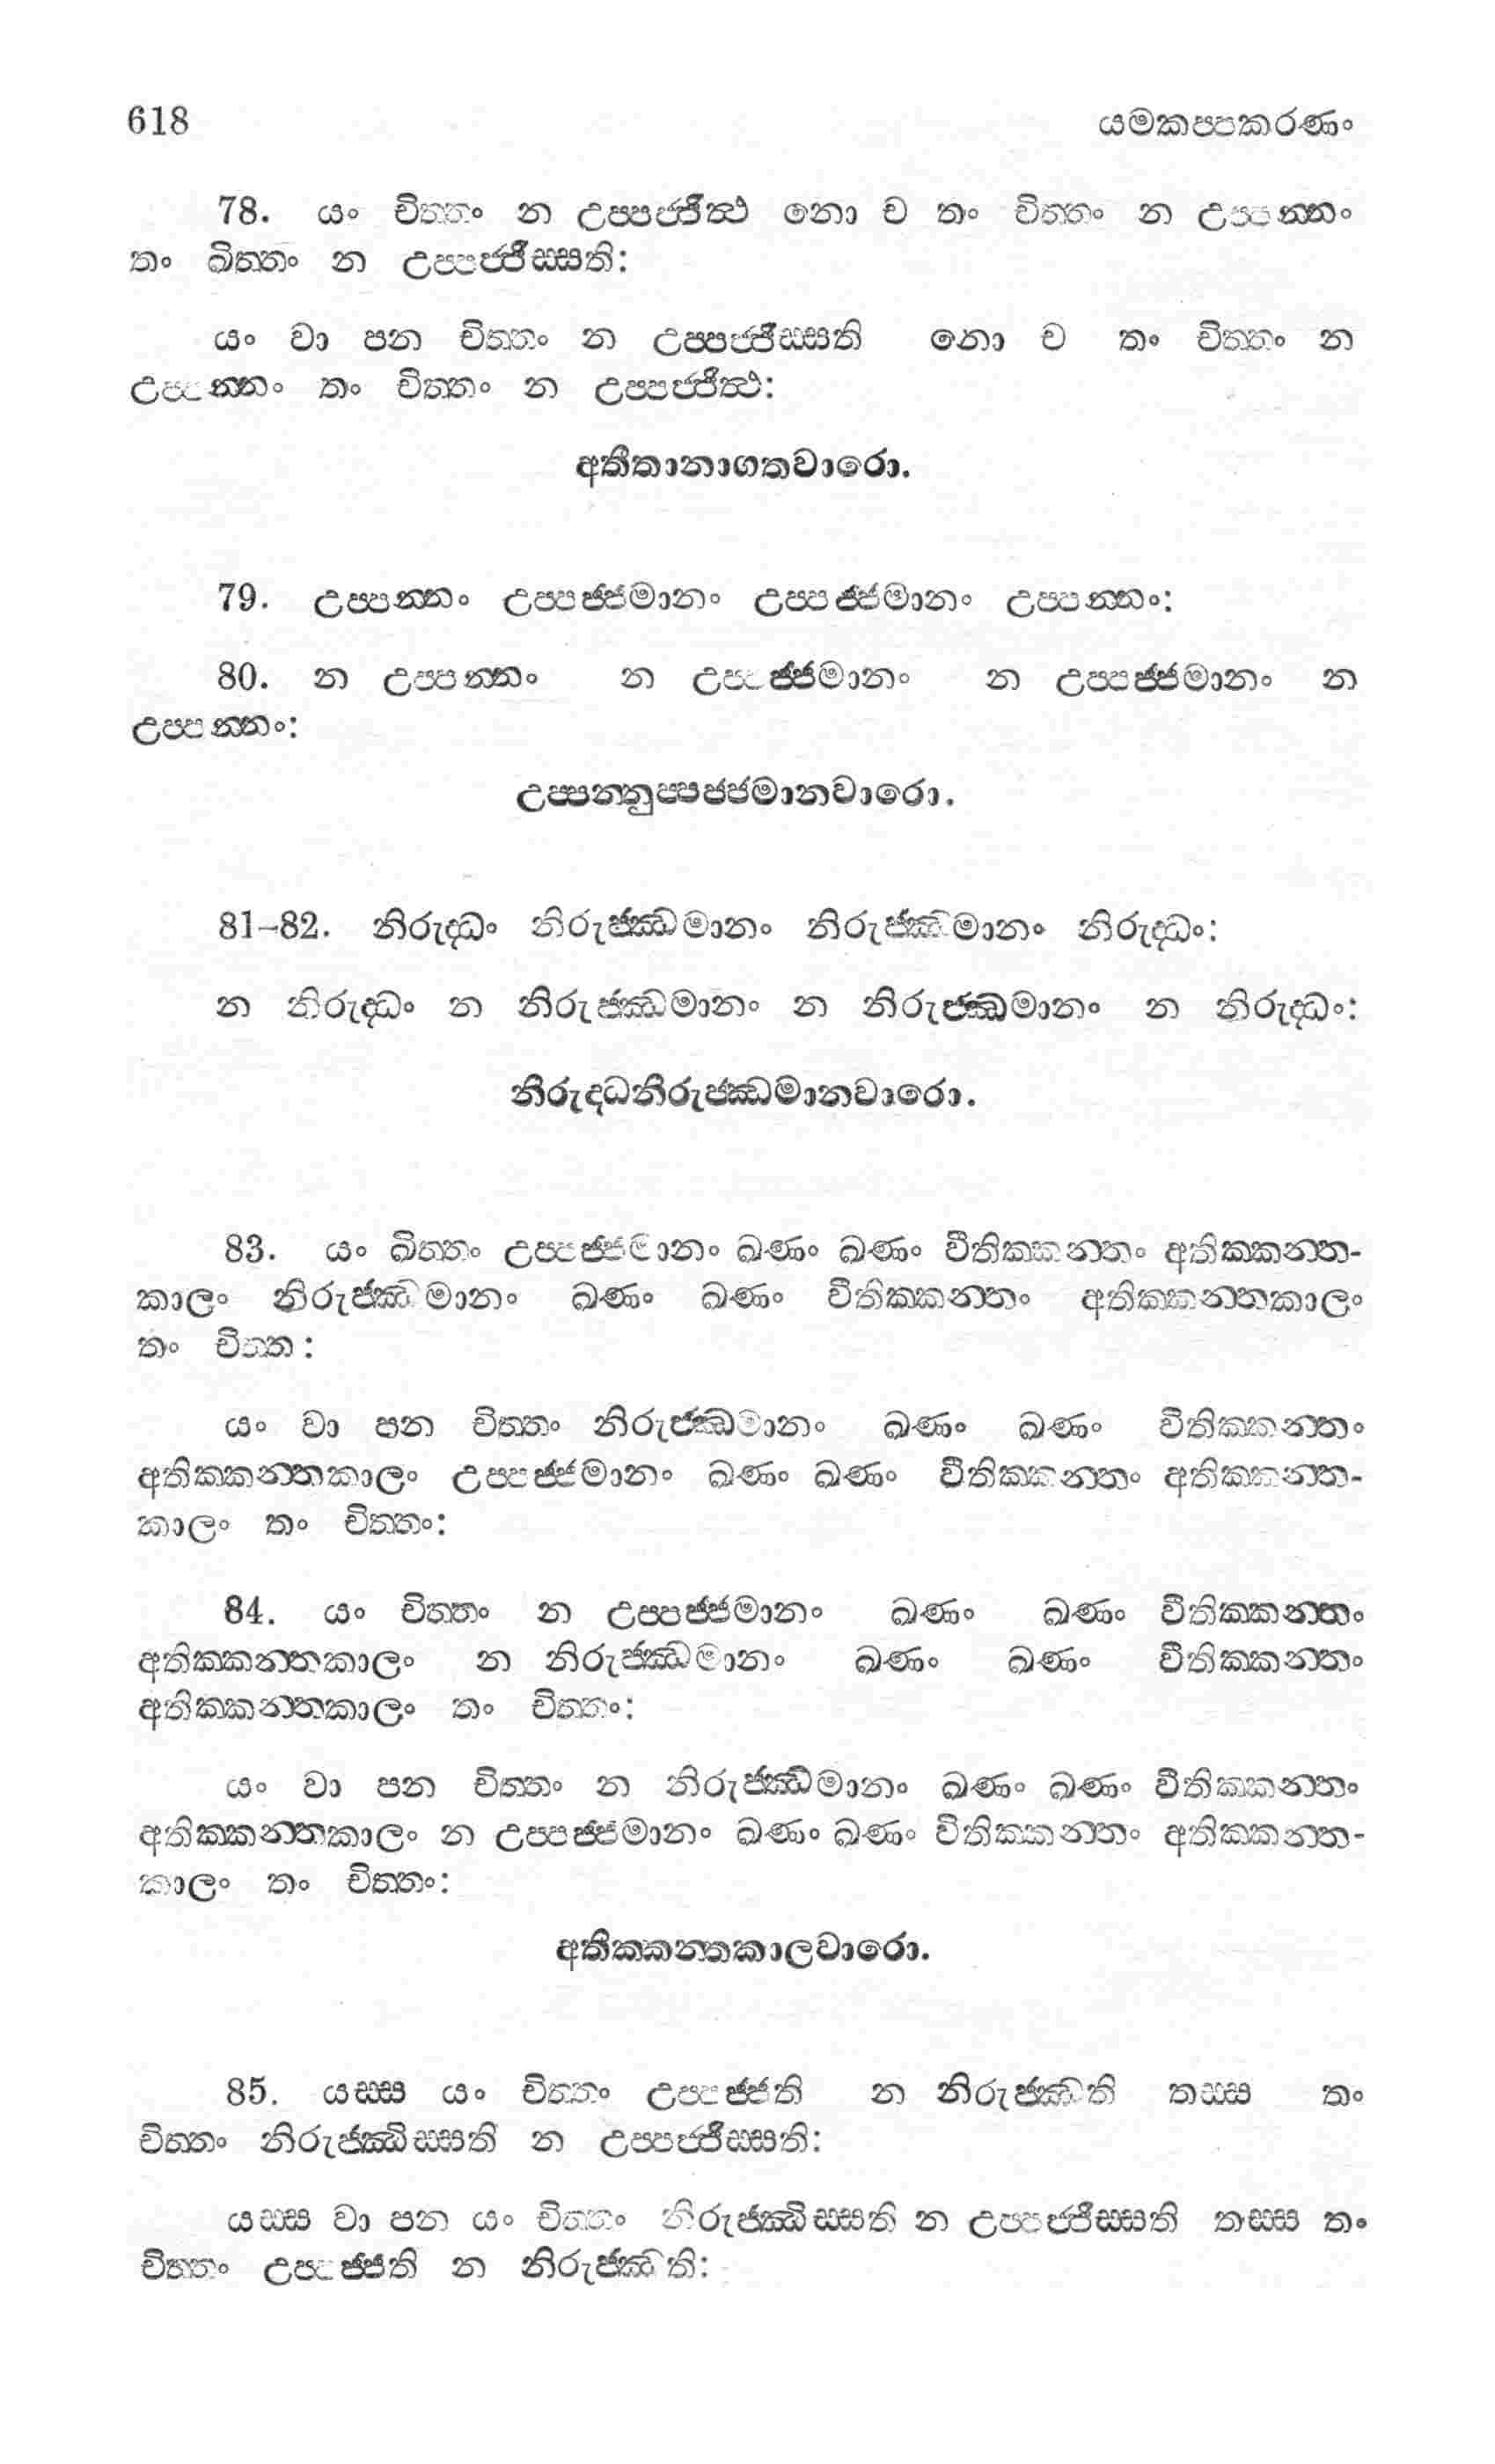 618 යමකප්පකරණං
78. යං චිත්තං න උප්පජ්ජිත්ථ නො ච තං චිත්තං න උප්පන්නං
තං ඛිත්තං න උප්පජ්ජිස්සති:
යං වා පන චිත්තං න උප්පජ්ජිස්සති නො ච තං චිත්තං න
උප්පන්නං තං චිත්තං න උප්පජ්ජිත්ථ:
අතීතානාගතවාරො.
79. උප්පන්නං උප්පජ්ජමානං උප්පජ්ජමානං උප්පන්නං:
80. න උප්පන්නං න උප්පජ්ජමානං න උප්පජ්ජමානං න
උප්පන්නං:
උප්පන්නුප්පජ්ජමානවාරො.
81-82. නිරුද්ධං නිරුජ්ඣමානං නිරුජ්ඣමානං නිරුද්ධං:
න නිරුද්ධං න නිරුජ්ඣමානං න නිරුජ්ඣමානං න නිරුද්ධං:
නිරුද්ධනිරුජ්ඣමානවාරො.
83. යං ඛිත්තං උප්පජ්ජමානං ඛණං ඛණං වීතික්කන්තං අතික්කන්ත-
කාලං නිරුජ්ඣමානං ඛණං ඛණං වීතික්කන්තං අතික්කන්තකාලං
තං චිත්ත:
යං වා පන චිත්තං නිරුජ්ඣමානං ඛණං ඛණං වීතික්කන්තං
අතික්කන්තකාලං උප්පජ්ජමානං ඛණං ඛණං වීතික්කන්තං අතික්කන්ත-
කාලං තං චිත්තං:
84. යං චිත්තං න උප්පජ්ජමානං ඛණං ඛණං වීතික්කන්තං
අතික්කන්තකාලං න නිරුජ්ඣමානං ඛණං ඛණං වීතික්කන්තං
අතික්කන්තකාලං තං චිත්තං:
යං වා පන චිත්තං න නිරුජ්ඣමානං ඛණං ඛණං වීතික්කන්තං
අතික්කන්තකාලං න උප්පජ්ජමානං ඛණං ඛණං විතික්කන්තං අතික්කන්ත-
කාලං තං චිත්තං:
අතික්කන්තකාලවාරො.
85. යස්ස යං චිත්තං උප්පජ්ජති න නිරුජ්ඣති තස්ස තං
චිත්තං නිරුජ්ඣිස්සති න උප්පජ්ජිස්සති:
යස්ස වා පන යං චිත්තං නිරුජ්ඣිස්සති න උප්පජ්ජිස්සති තස්ස තං
චිත්තං උප්පජ්ජති න නිරුජ්ඣති: